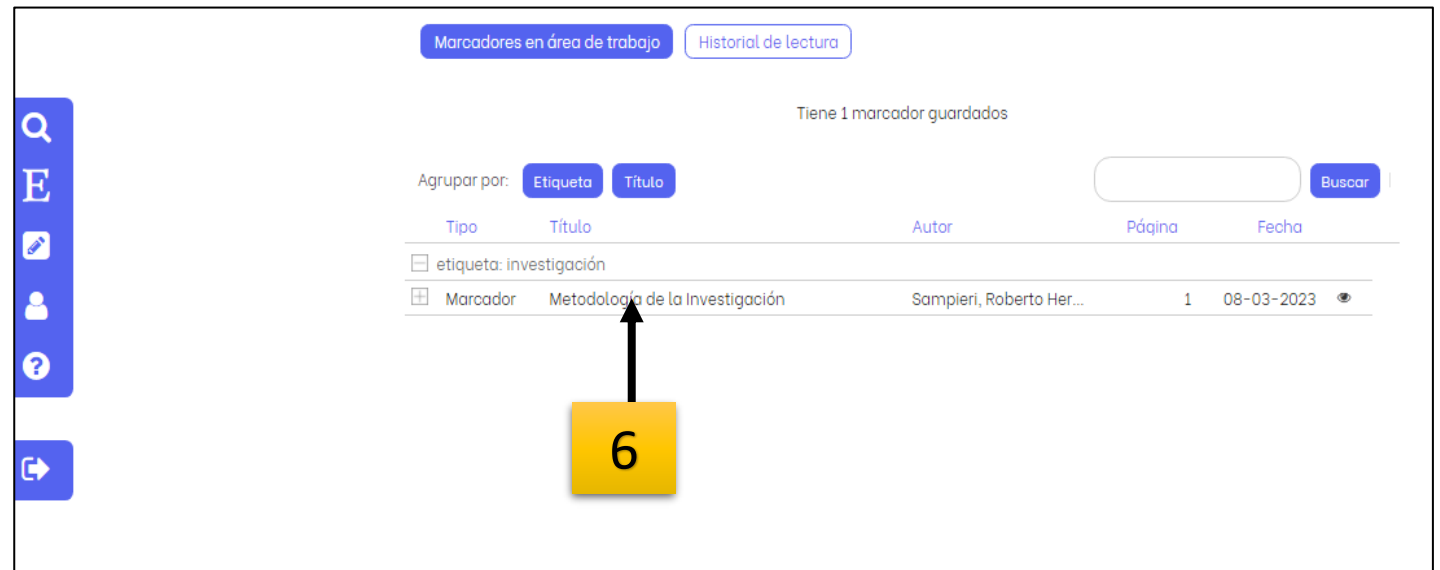 Marcadores en área de trabajo Historial de lectura
Tiene 1 marcador guardados
E
Agrupar por: Etiqueta Título Buscar
Tipo Título Autor Página Fecha
etiqueta: investigación
Marcador Metodología de la Investigación Sampieri, Roberto Her... 1 08-03-2023
6